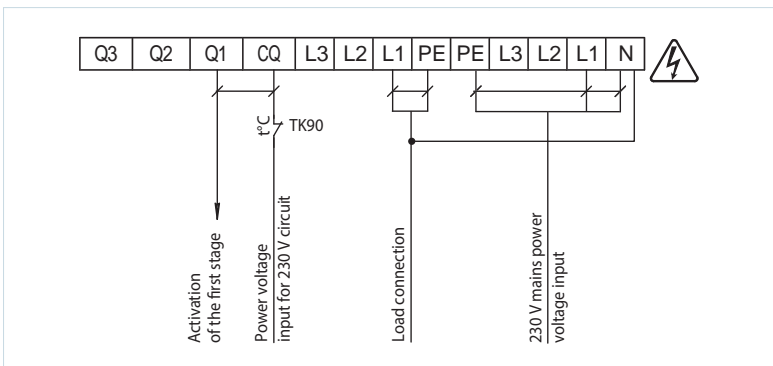 Q3 Q2 Q1 CQ L3 L2 L1 PE PE L3 L2 L1 N
t°C TK90
Activation
of the first stage
Power voltage
input for 230 V circuit
Load connection
230 V mains power
voltage input